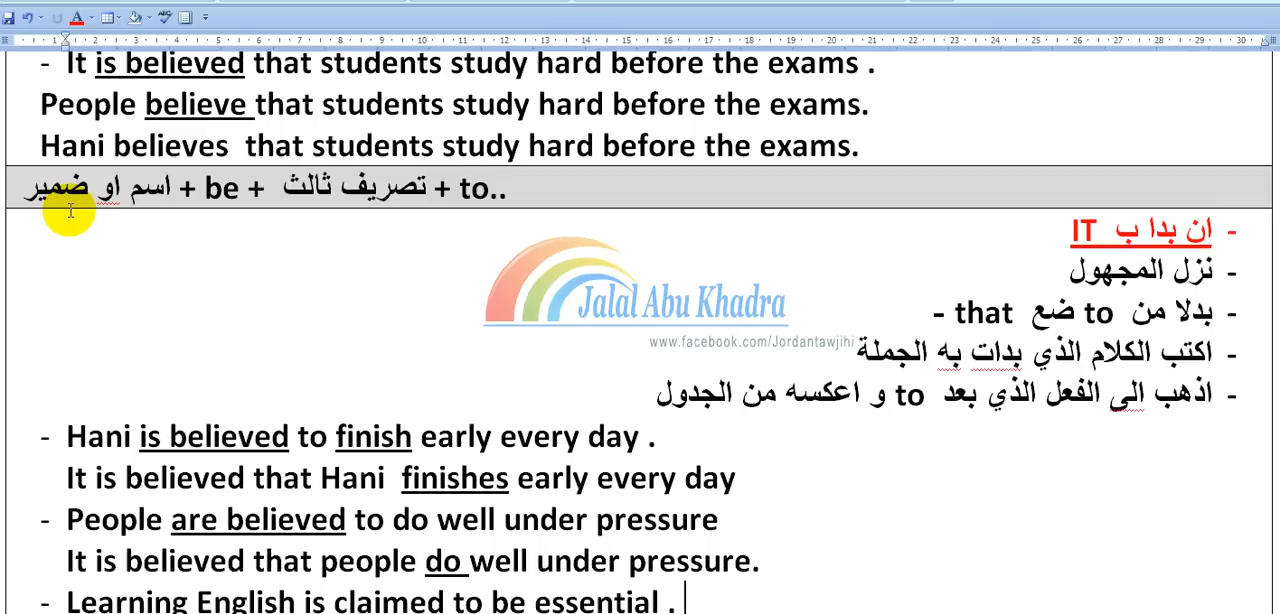 - It is believed that students study hard before the exams .
People believe that students study hard before the exams.
Hani believes that students study hard before the exams.
اسم او ضمير + be + تصريف ثالث + to..
- ان بدا ب IT
- نزل المجهول
- بدلا من to ضع that -
- اكتب الكلام الذي بدات به الجملة
- اذهب الى الفعل الذي بعد to و اعكسه من الجدول
Jalal Abu Khadra
www.facebook.com/Jordantawjihi
- Hani is believed to finish early every day .
It is believed that Hani finishes early every day
- People are believed to do well under pressure
It is believed that people do well under pressure.
- Learning English is claimed to be essential .